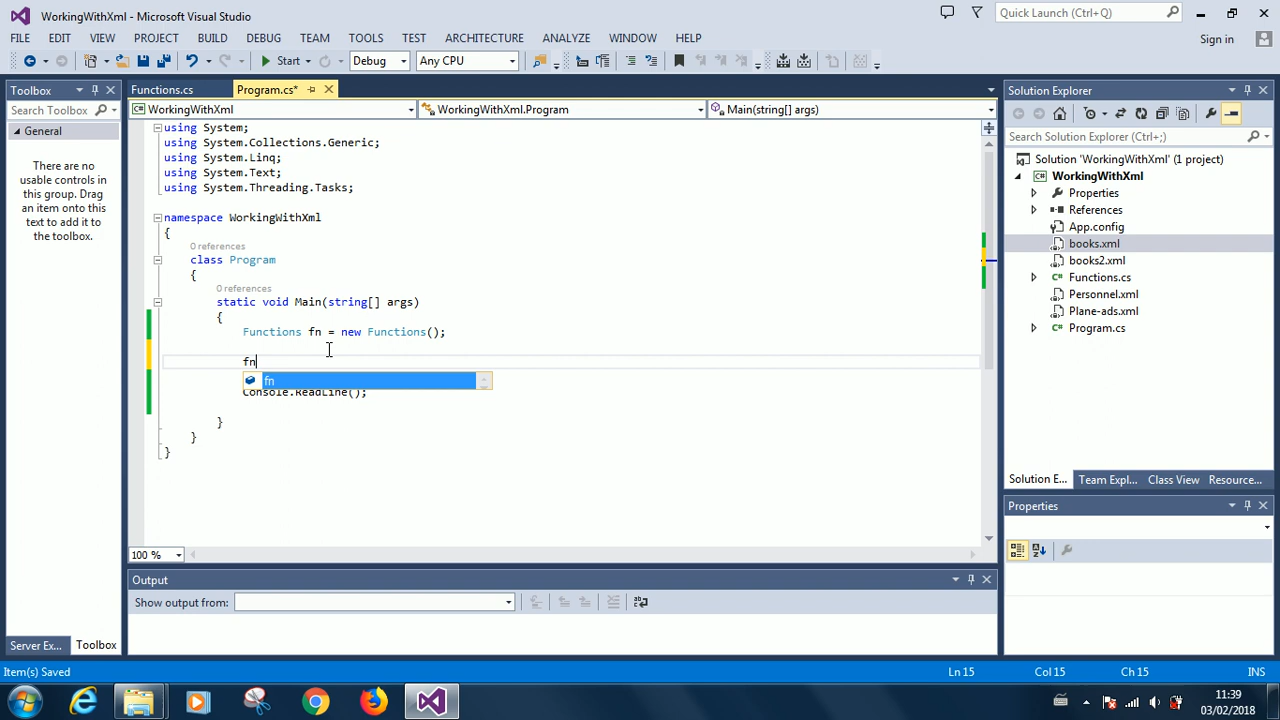 WorkingWithXml - Microsoft Visual Studio
Quick Launch (Ctrl+Q)
FILE EDIT VIEW PROJECT BUILD DEBUG TEAM TOOLS TEST ARCHITECTURE ANALYZE WINDOW HELP
Sign in
Start Debug Any CPU
Toolbox
Search Toolbox
General
There are no
usable controls in
this group. Drag
an item onto this
text to add it to
the toolbox.
Server Ex... Toolbox
Functions.cs Program.cs*
WorkingWithXml WorkingWithXml.Program Main(string[] args)
using System;
using System.Collections.Generic;
using System.Linq;
using System.Text;
using System.Threading.Tasks;
namespace WorkingWithXml
{
0 references
class Program
{
0 references
static void Main(string[] args)
{
Functions fn = new Functions();
fn
fn
Console.ReadLine();
}
}
}
100 %
Output
Show output from:
Solution Explorer
Search Solution Explorer (Ctrl+;)
Solution 'WorkingWithXml' (1 project)
WorkingWithXml
Properties
References
App.config
books.xml
books2.xml
Functions.cs
Personnel.xml
Plane-ads.xml
Program.cs
Solution E... Team Expl... Class View Resource...
Properties
Item(s) Saved Ln 15 Col 15 Ch 15 INS
11:39
03/02/2018